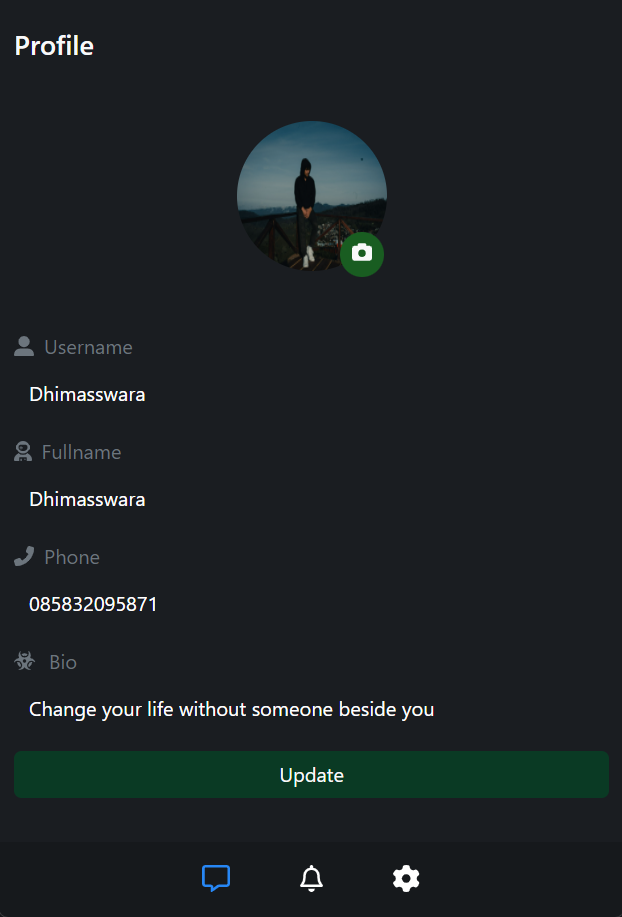 Profile
Username
Dhimasswara
Fullname
Dhimasswara
Phone
085832095871
Bio
Change your life without someone beside you
Update